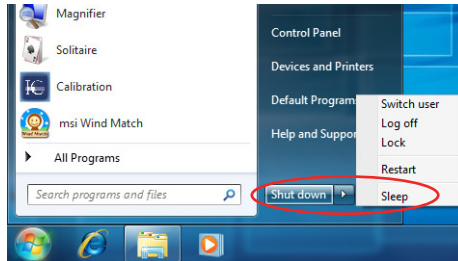 Magnifier
Solitaire
Calibration
msi Wind Match
All Programs
Search programs and files
Control Panel
Devices and Printers
Default Program
Help and Suppor
Shut down
Switch user
Log off
Lock
Restart
Sleep